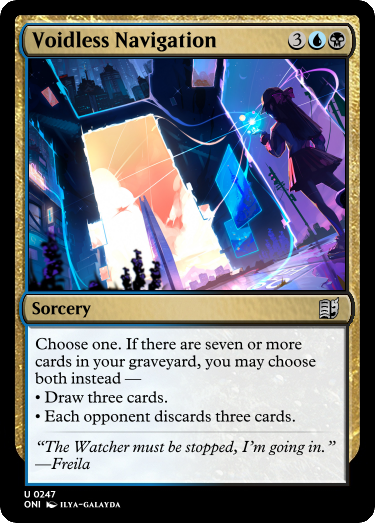 Voidless Navigation 3
Sorcery
Choose one. If there are seven or more
cards in your graveyard, you may choose
both instead —
• Draw three cards.
• Each opponent discards three cards.
“The Watcher must be stopped, I’m going in.”
—Freila
U 0247
ONI ILYA-GALAYDA